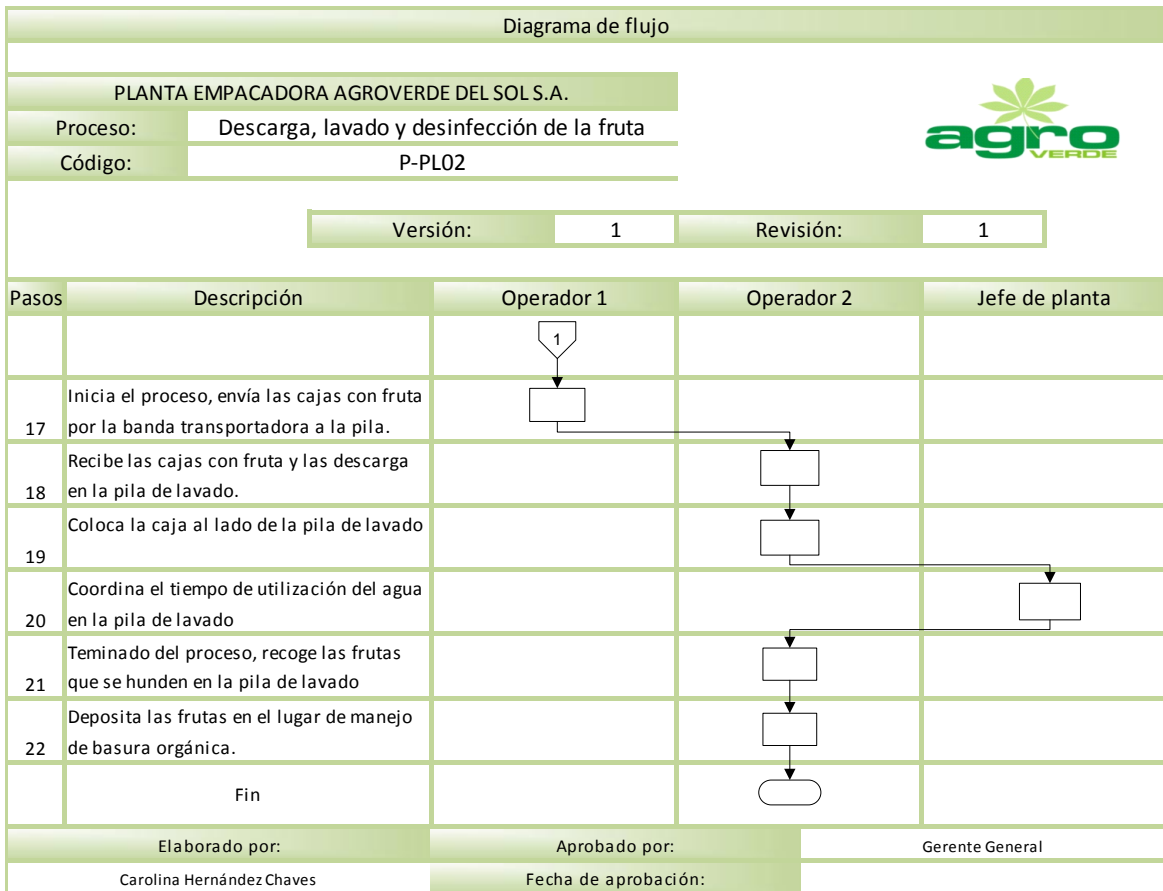 Diagrama de flujo
PLANTA EMPACADORA AGROVERDE DEL SOL S.A.
Proceso: Descarga, lavado y desinfección de la fruta
Código: P-PL02
agro
VERDE
Versión: 1 Revisión: 1
Pasos Descripción Operador 1 Operador 2 Jefe de planta
1
Inicia el proceso, envía las cajas con fruta
17 por la banda transportadora a la pila.
Recibe las cajas con fruta y las descarga
18 en la pila de lavado.
Coloca la caja al lado de la pila de lavado
19
Coordina el tiempo de utilización del agua
20 en la pila de lavado
Teminado del proceso, recoge las frutas
21 que se hunden en la pila de lavado
Deposita las frutas en el lugar de manejo
22 de basura orgánica.
Fin
Elaborado por: Aprobado por: Gerente General
Carolina Hernández Chaves Fecha de aprobación: